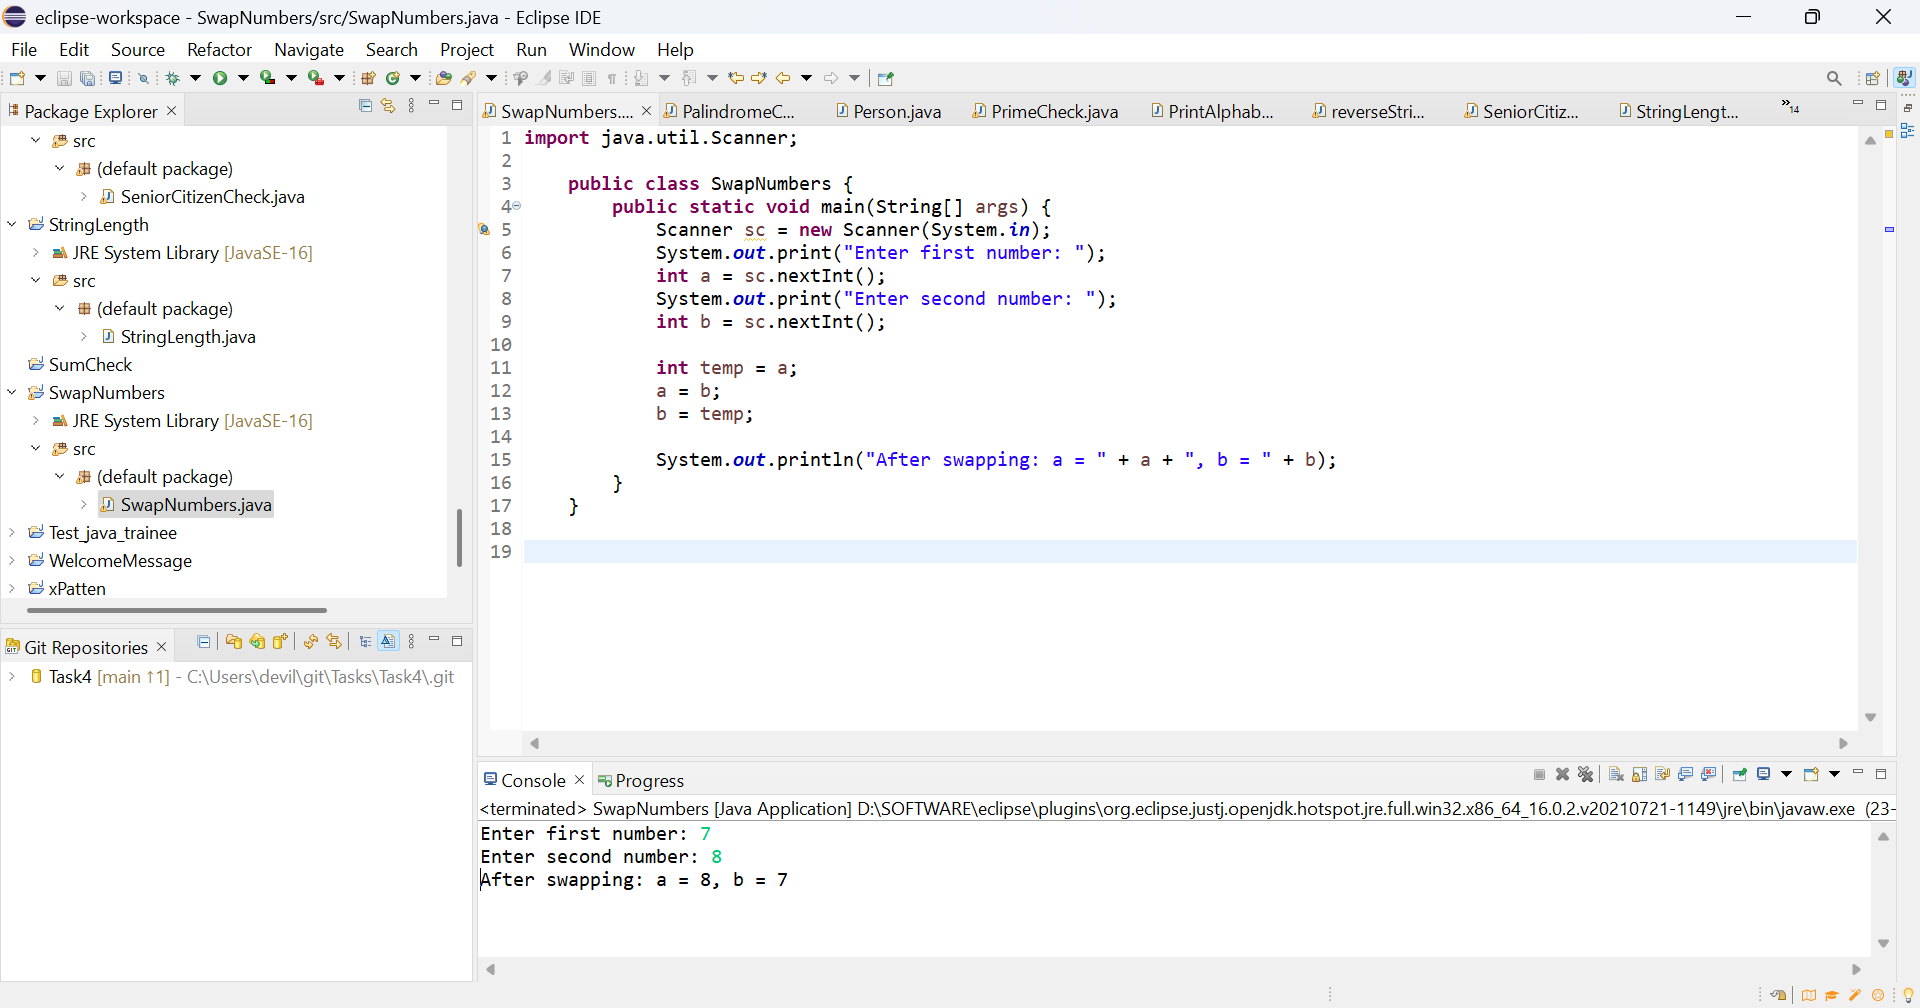 eclipse-workspace - SwapNumbers/src/SwapNumbers.java - Eclipse IDE
File Edit Source Refactor Navigate Search Project Run Window Help
Package Explorer
src
(default package)
SeniorCitizenCheck.java
StringLength
JRE System Library [JavaSE-16]
src
(default package)
StringLength.java
SumCheck
SwapNumbers
JRE System Library [JavaSE-16]
src
(default package)
SwapNumbers.java
Test_java_trainee
WelcomeMessage
xPatten
Git Repositories
Task4 [main ↑1] - C:\Users\devil\git\Tasks\Task4\.git
SwapNumbers.... PalindromeC... Person.java PrimeCheck.java PrintAlphab... reverseStri... SeniorCitiz... StringLengt... »14
1 import java.util.Scanner;
2
3 public class SwapNumbers {
4 public static void main(String[] args) {
5 Scanner sc = new Scanner(System.in);
6 System.out.print("Enter first number: ");
7 int a = sc.nextInt();
8 System.out.print("Enter second number: ");
9 int b = sc.nextInt();
10
11 int temp = a;
12 a = b;
13 b = temp;
14
15 System.out.println("After swapping: a = " + a + ", b = " + b);
16 }
17 }
18
19
Console Progress
<terminated> SwapNumbers [Java Application] D:\SOFTWARE\eclipse\plugins\org.eclipse.justj.openjdk.hotspot.jre.full.win32.x86_64_16.0.2.v20210721-1149\jre\bin\javaw.exe (23-
Enter first number: 7
Enter second number: 8
After swapping: a = 8, b = 7